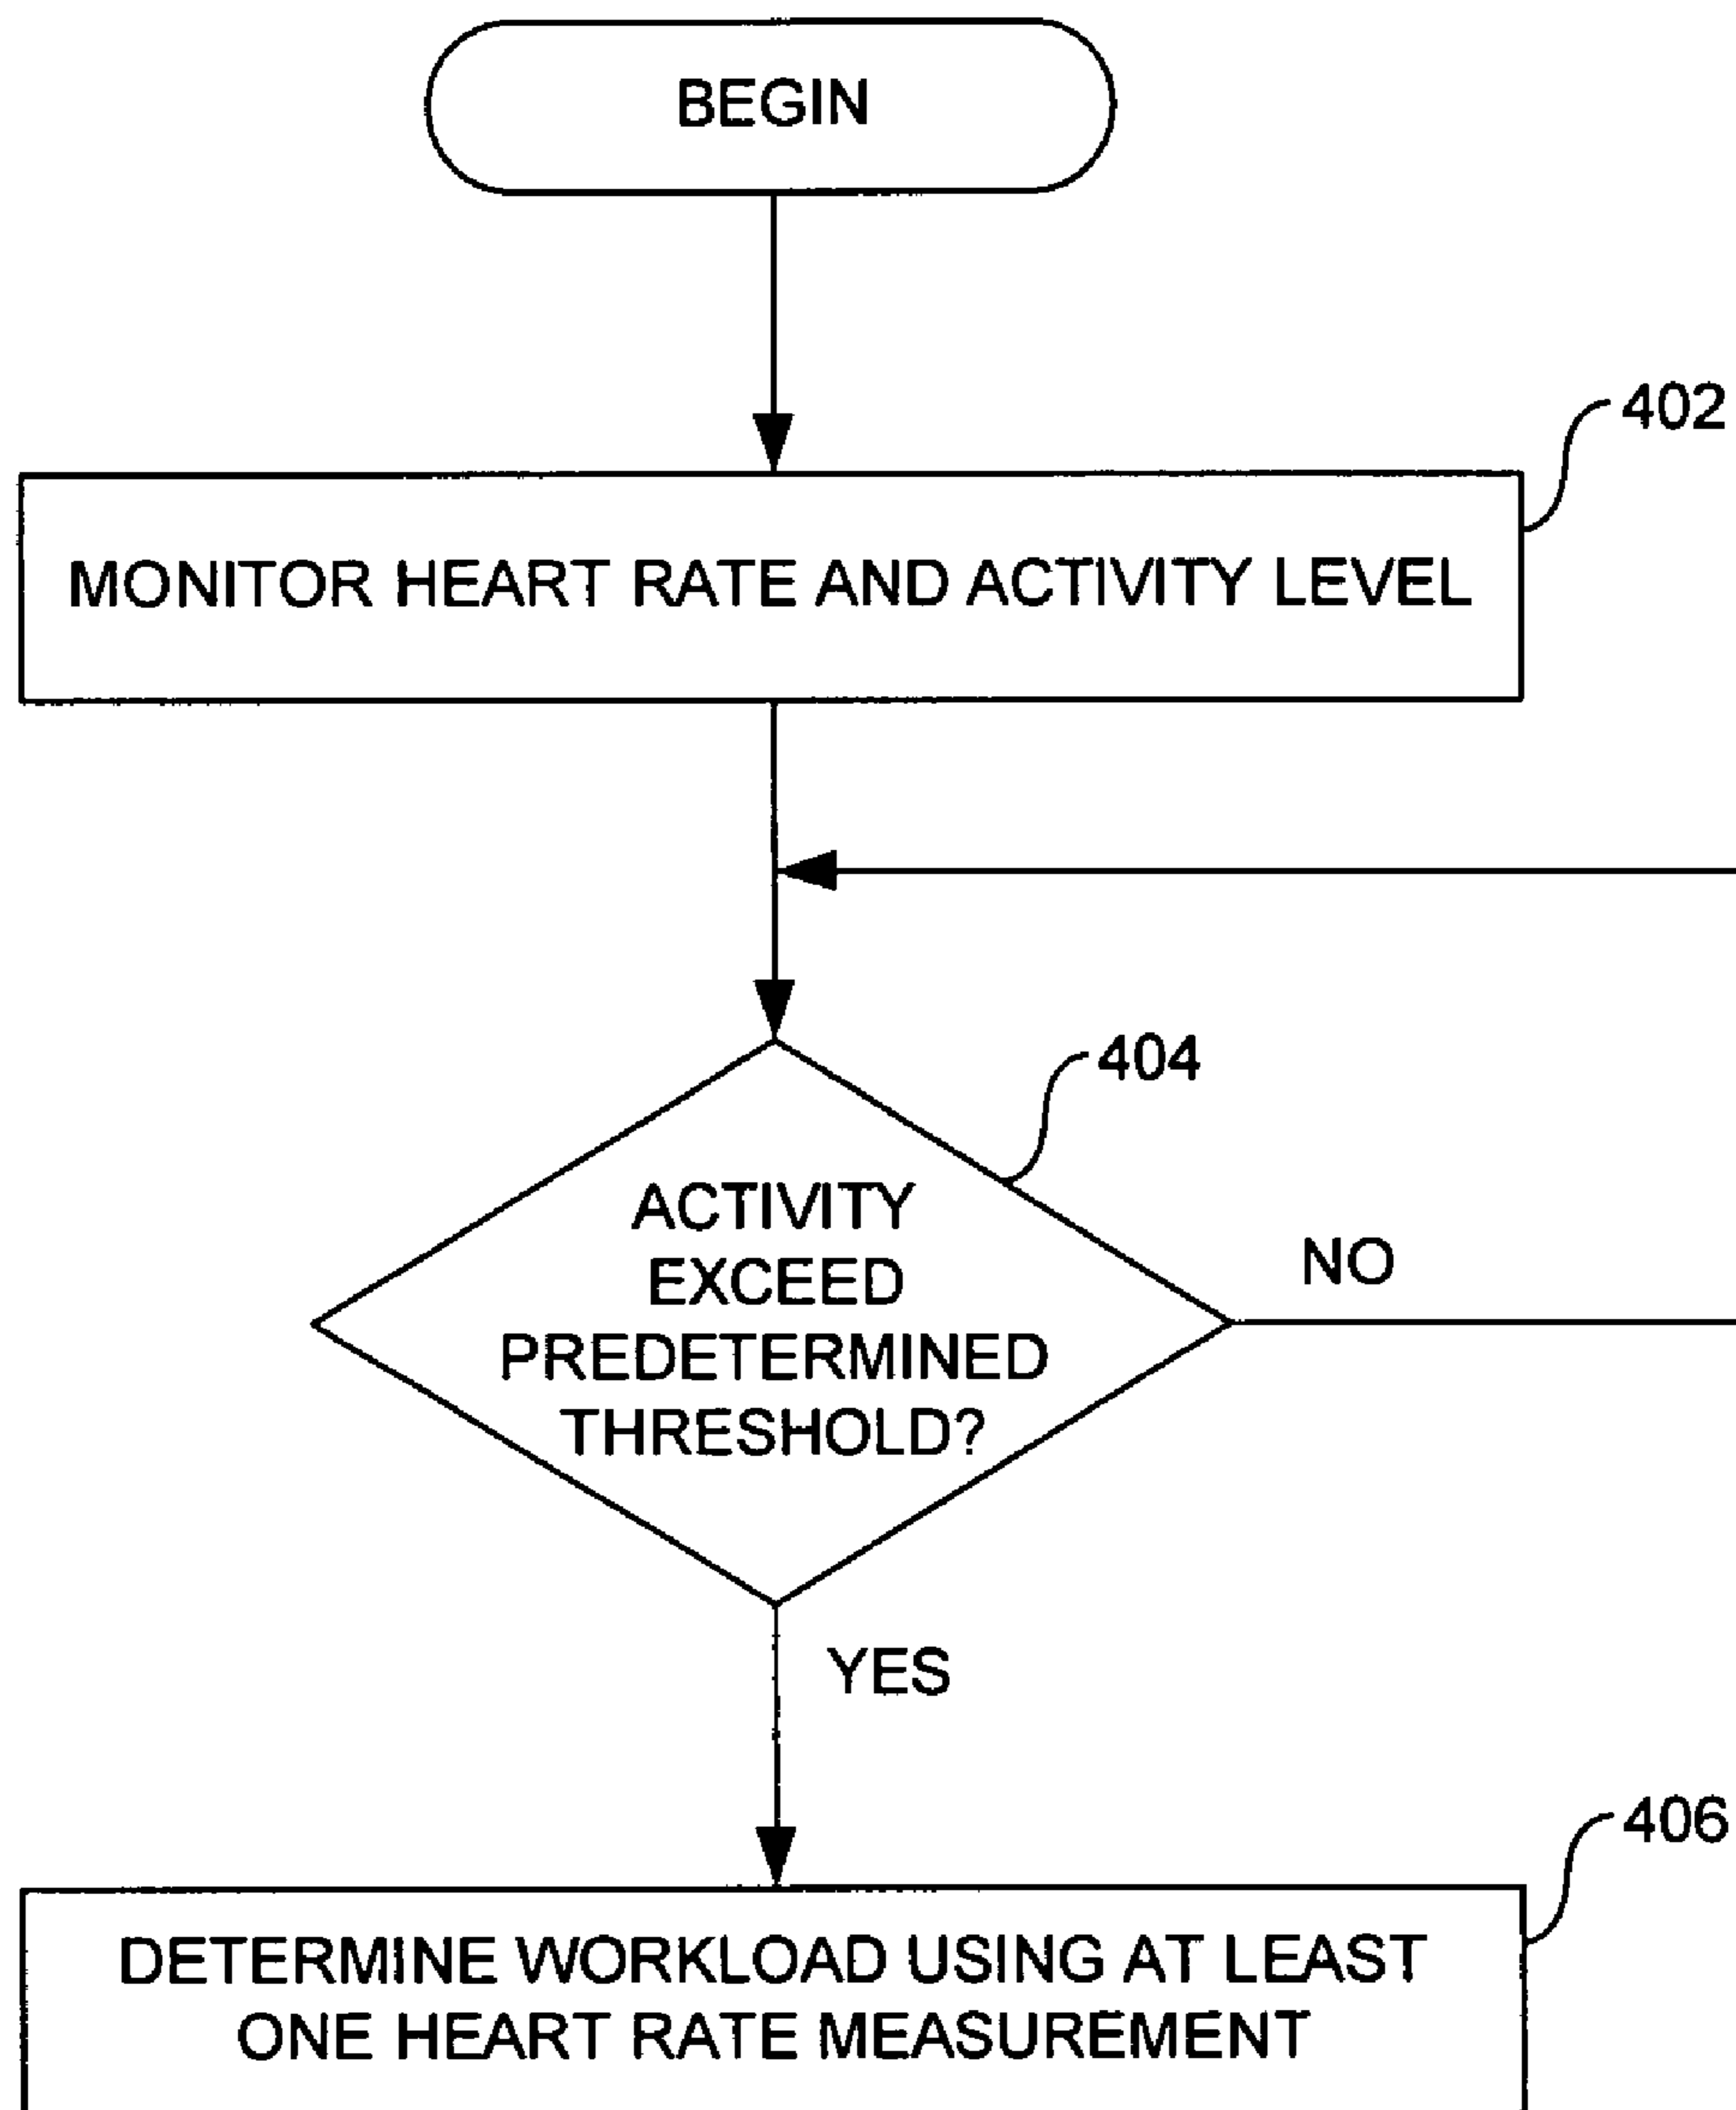 BEGIN
402
MONITOR HEART RATE AND ACTIVITY LEVEL
404
ACTIVITY
EXCEED
PREDETERMINED
THRESHOLD?
NO
YES
406
DETERMINE WORKLOAD USING AT LEAST
ONE HEART RATE MEASUREMENT